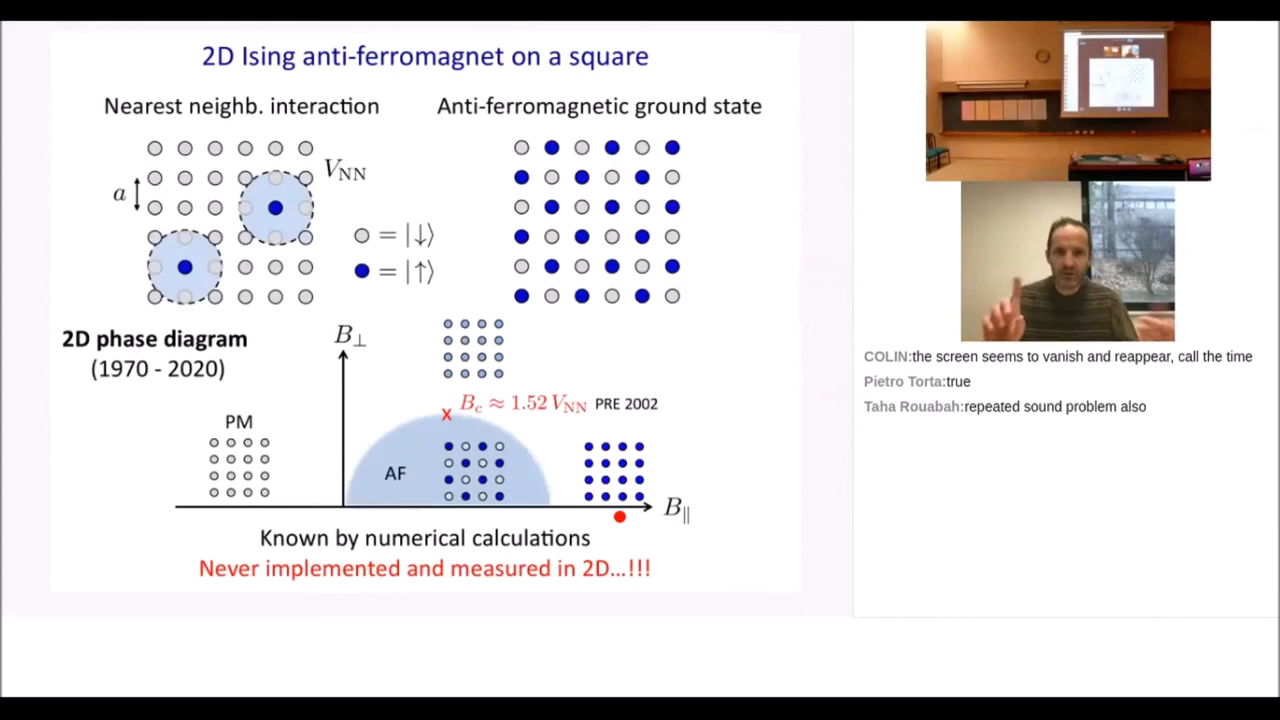 2D Ising anti-ferromagnet on a square
Nearest neighb. interaction
Anti-ferromagnetic ground state
V_NN
a
= |↓⟩
= |↑⟩
2D phase diagram
(1970 - 2020)
B⊥
B_c ≈ 1.52 V_NN PRE 2002
x
PM
AF
B∥
Known by numerical calculations
Never implemented and measured in 2D...!!!
COLIN:the screen seems to vanish and reappear, call the time
Pietro Torta:true
Taha Rouabah:repeated sound problem also